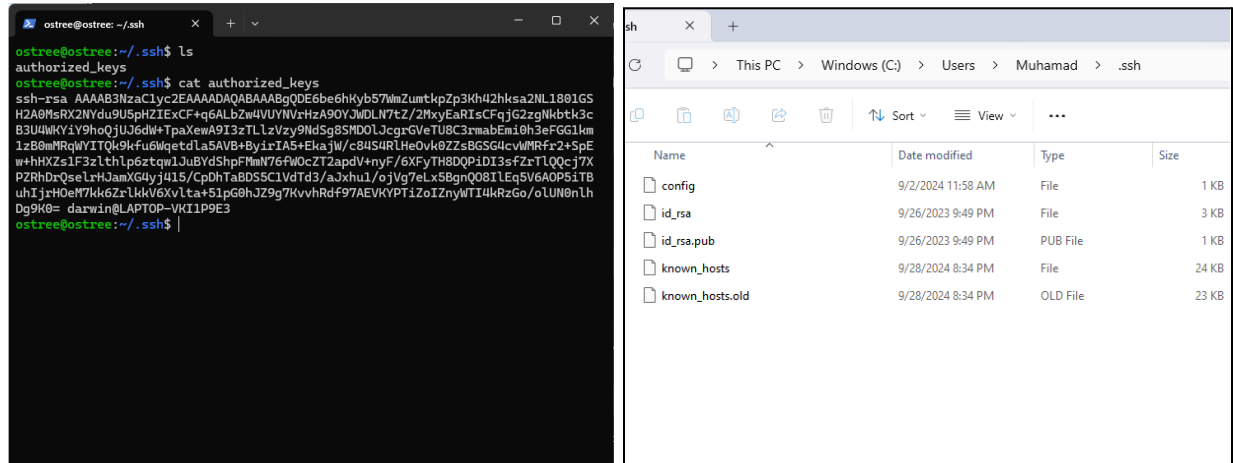 ostree@ostree: ~/.ssh
ostree@ostree:~/.ssh$ ls
authorized_keys
ostree@ostree:~/.ssh$ cat authorized_keys
ssh-rsa AAAAB3NzaC1yc2EAAAADAQABAAABgQDE6be6hKyb57WmZumtkpZp3Kh42hksa2NL1801GS
H2A0MsRX2NYdu9U5pHZIExCF+q6ALbZw4VUYNVrHzA9OYJWDLN7tZ/2MxyEaRIsCFqjG2zgNkbtk3c
B3U4WKYiY9hoQjUJ6dW+TpaXewA9I3zTLlzVzy9NdSg8SMDOlJcgrGVeTU8C3rmabEmi0h3eFGG1km
1zB0mMRqWYITQk9kfu6Wqetdla5AVB+ByirIA5+EkajW/c84S4RlHeOvk0ZZsBGSG4cvWMRfr2+SpE
w+hHXZs1F3zlthlp6ztqw1JuBYdShpFMmN76fWOcZT2apdV+nyF/6XFyTH8DQPiDI3sfZrTlQQcj7X
PZRhDrQselrHJamXG4yj415/CpDhTaBDS5C1VdTd3/aJxhu1/ojVg7eLx5BgnQO8IlEq5V6AOP5iTB
uhIjrHOeM7kk6ZrlkkV6Xvlta+51pG0hJZ9g7KvvhRdf97AEVKYPTiZoIZnyWTI4kRzGo/olUN0nlh
Dg9K0= darwin@LAPTOP-VKI1P9E3
ostree@ostree:~/.ssh$
sh
This PC > Windows (C:) > Users > Muhamad > .ssh
Sort View
Name Date modified Type Size
config 9/2/2024 11:58 AM File 1 KB
id_rsa 9/26/2023 9:49 PM File 3 KB
id_rsa.pub 9/26/2023 9:49 PM PUB File 1 KB
known_hosts 9/28/2024 8:34 PM File 24 KB
known_hosts.old 9/28/2024 8:34 PM OLD File 23 KB